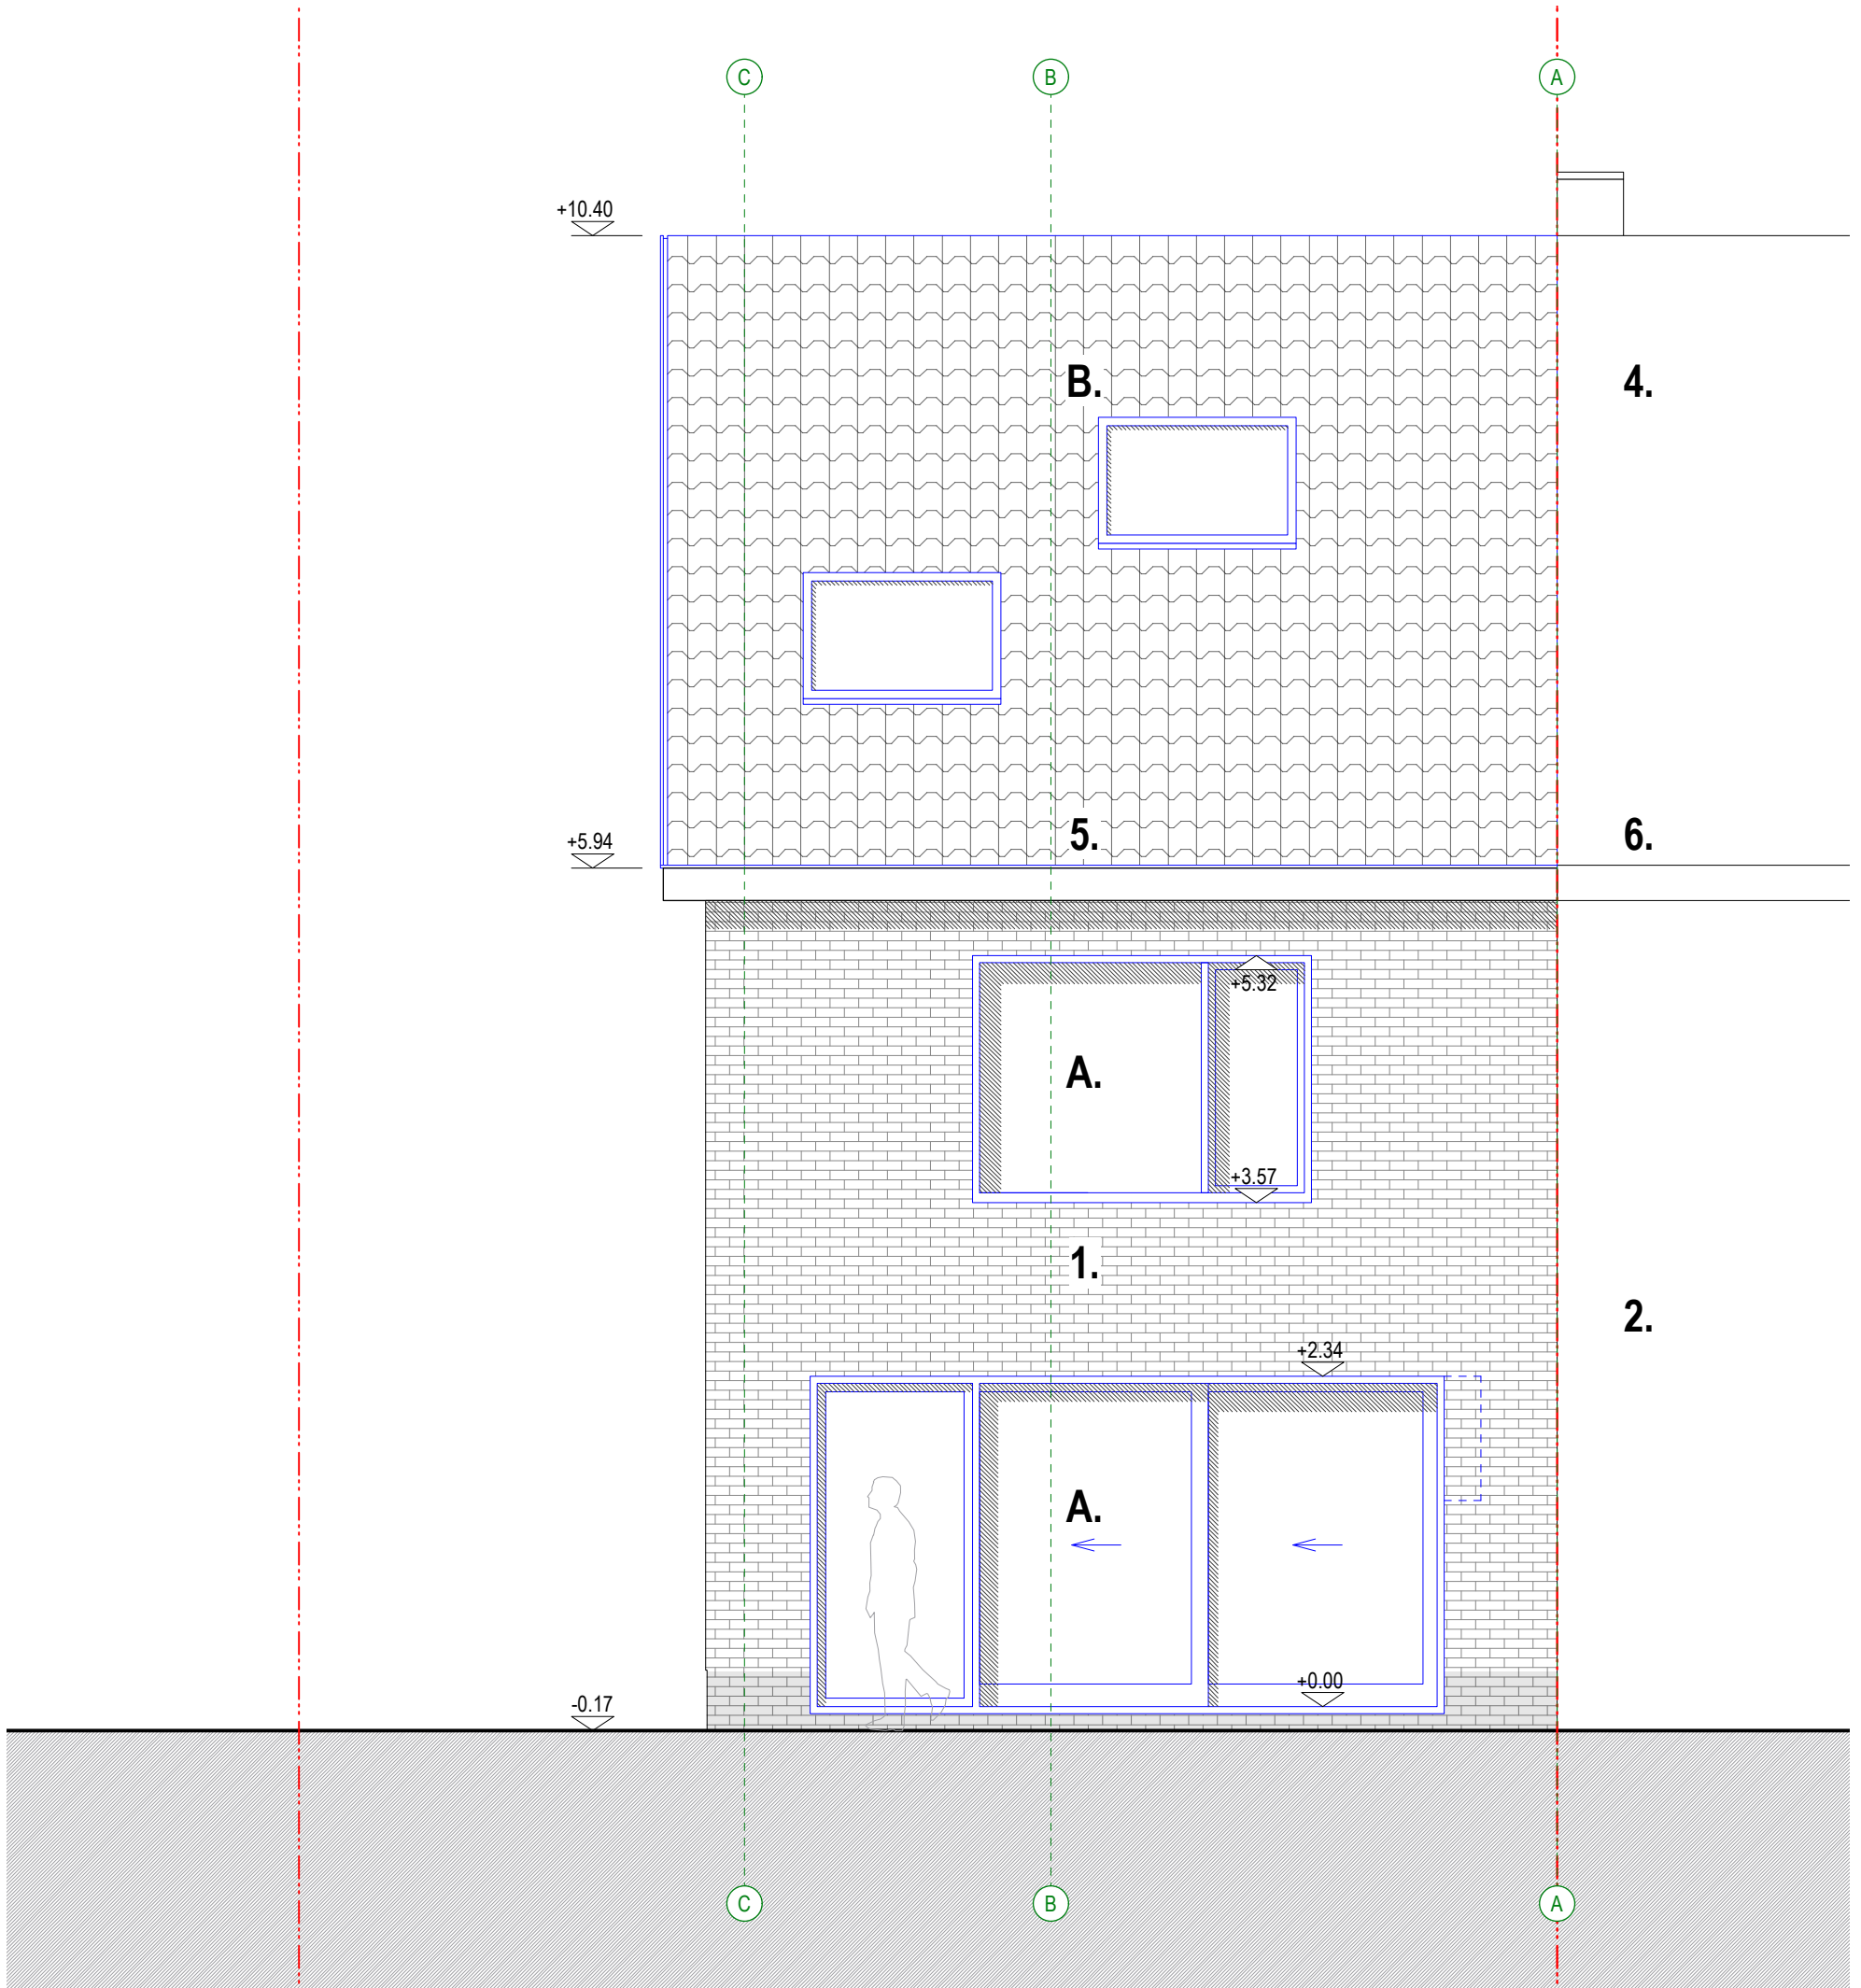 C B A
+10.40
B. 4.
5. 6.
+5.94
+5.32
A.
+3.57
1.
2.
+2.34
A.
+0.00
-0.17
C B A